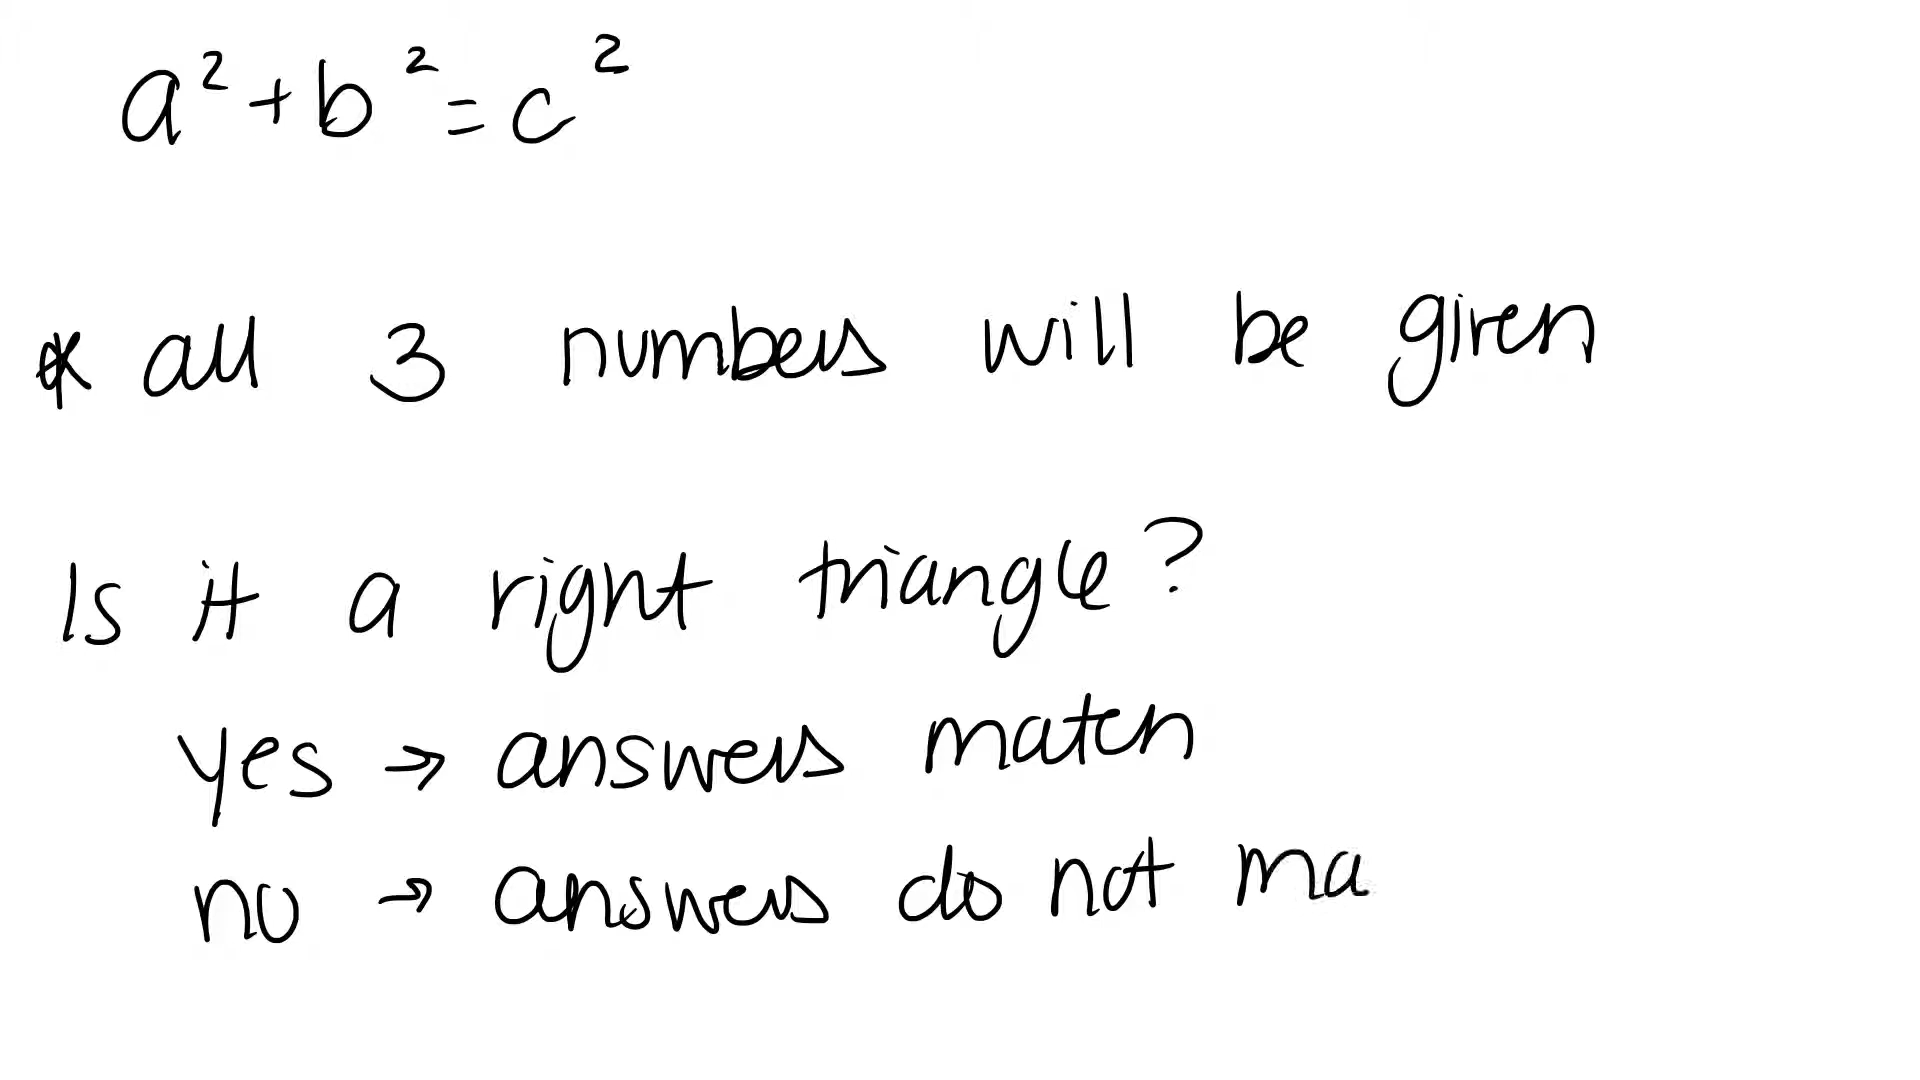 a² + b² = c²
* all 3 numbers will be given
Is it a right triangle?
yes → answers match
no → answers do not ma